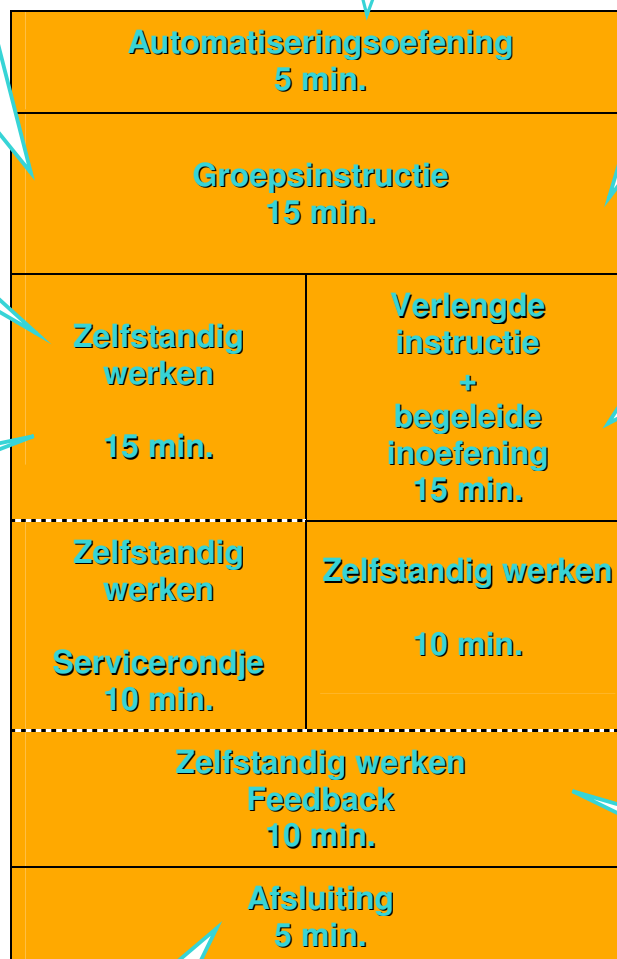 Automatiseringsoefening
5 min.
Groepsinstructie
15 min.
Zelfstandig
werken
15 min.
Verlengde
instructie
+
begeleide
inoefening
15 min.
Zelfstandig
werken
Servicerondje
10 min.
Zelfstandig werken
10 min.
Zelfstandig werken
Feedback
10 min.
Afsluiting
5 min.